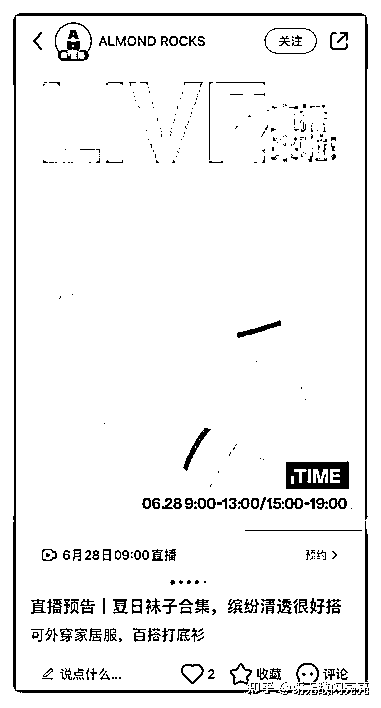 ALMOND ROCKS
关注
LIVE
TIME
06.28 9:00-13:00/15:00-19:00
6月28日09:00直播
预约
直播预告｜夏日袜子合集，缤纷清透很好搭
可外穿家居服，百搭打底衫
说点什么...
2
收藏
评论